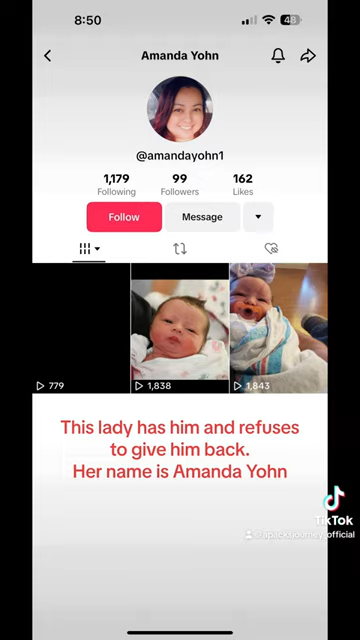 8:50
48
Amanda Yohn
@amandayohn1
1,179 99 162
Following Followers Likes
Follow Message
779 1,838 1,843
This lady has him and refuses
to give him back.
Her name is Amanda Yohn
TikTok